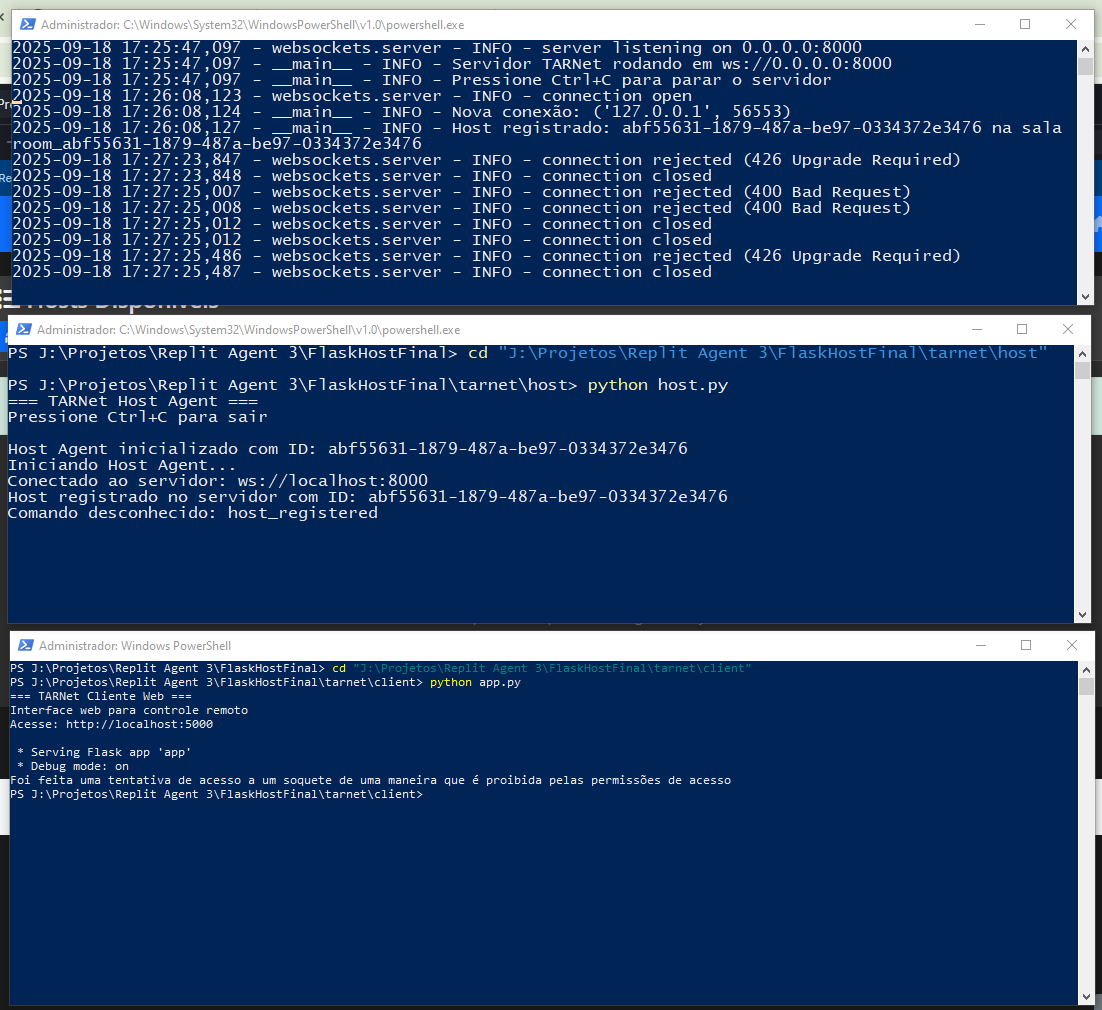 Administrador: C:\Windows\System32\WindowsPowerShell\v1.0\powershell.exe
2025-09-18 17:25:47,097 - websockets.server - INFO - server listening on 0.0.0.0:8000
2025-09-18 17:25:47,097 - __main__ - INFO - Servidor TARNet rodando em ws://0.0.0.0:8000
2025-09-18 17:25:47,097 - __main__ - INFO - Pressione Ctrl+C para parar o servidor
2025-09-18 17:26:08,123 - websockets.server - INFO - connection open
2025-09-18 17:26:08,124 - __main__ - INFO - Nova conexão: ('127.0.0.1', 56553)
2025-09-18 17:26:08,127 - __main__ - INFO - Host registrado: abf55631-1879-487a-be97-0334372e3476 na sala
room_abf55631-1879-487a-be97-0334372e3476
2025-09-18 17:27:23,847 - websockets.server - INFO - connection rejected (426 Upgrade Required)
2025-09-18 17:27:23,848 - websockets.server - INFO - connection closed
2025-09-18 17:27:25,007 - websockets.server - INFO - connection rejected (400 Bad Request)
2025-09-18 17:27:25,008 - websockets.server - INFO - connection rejected (400 Bad Request)
2025-09-18 17:27:25,012 - websockets.server - INFO - connection closed
2025-09-18 17:27:25,012 - websockets.server - INFO - connection closed
2025-09-18 17:27:25,486 - websockets.server - INFO - connection rejected (426 Upgrade Required)
2025-09-18 17:27:25,487 - websockets.server - INFO - connection closed
Hosts Disponíveis
Administrador: C:\Windows\System32\WindowsPowerShell\v1.0\powershell.exe
PS J:\Projetos\Replit Agent 3\FlaskHostFinal> cd "J:\Projetos\Replit Agent 3\FlaskHostFinal\tarnet\host"
PS J:\Projetos\Replit Agent 3\FlaskHostFinal\tarnet\host> python host.py
=== TARNet Host Agent ===
Pressione Ctrl+C para sair
Host Agent inicializado com ID: abf55631-1879-487a-be97-0334372e3476
Iniciando Host Agent...
Conectado ao servidor: ws://localhost:8000
Host registrado no servidor com ID: abf55631-1879-487a-be97-0334372e3476
Comando desconhecido: host_registered
Administrador: Windows PowerShell
PS J:\Projetos\Replit Agent 3\FlaskHostFinal> cd "J:\Projetos\Replit Agent 3\FlaskHostFinal\tarnet\client"
PS J:\Projetos\Replit Agent 3\FlaskHostFinal\tarnet\client> python app.py
=== TARNet Cliente Web ===
Interface web para controle remoto
Acesse: http://localhost:5000
 * Serving Flask app 'app'
 * Debug mode: on
Foi feita uma tentativa de acesso a um soquete de uma maneira que é proibida pelas permissões de acesso
PS J:\Projetos\Replit Agent 3\FlaskHostFinal\tarnet\client>